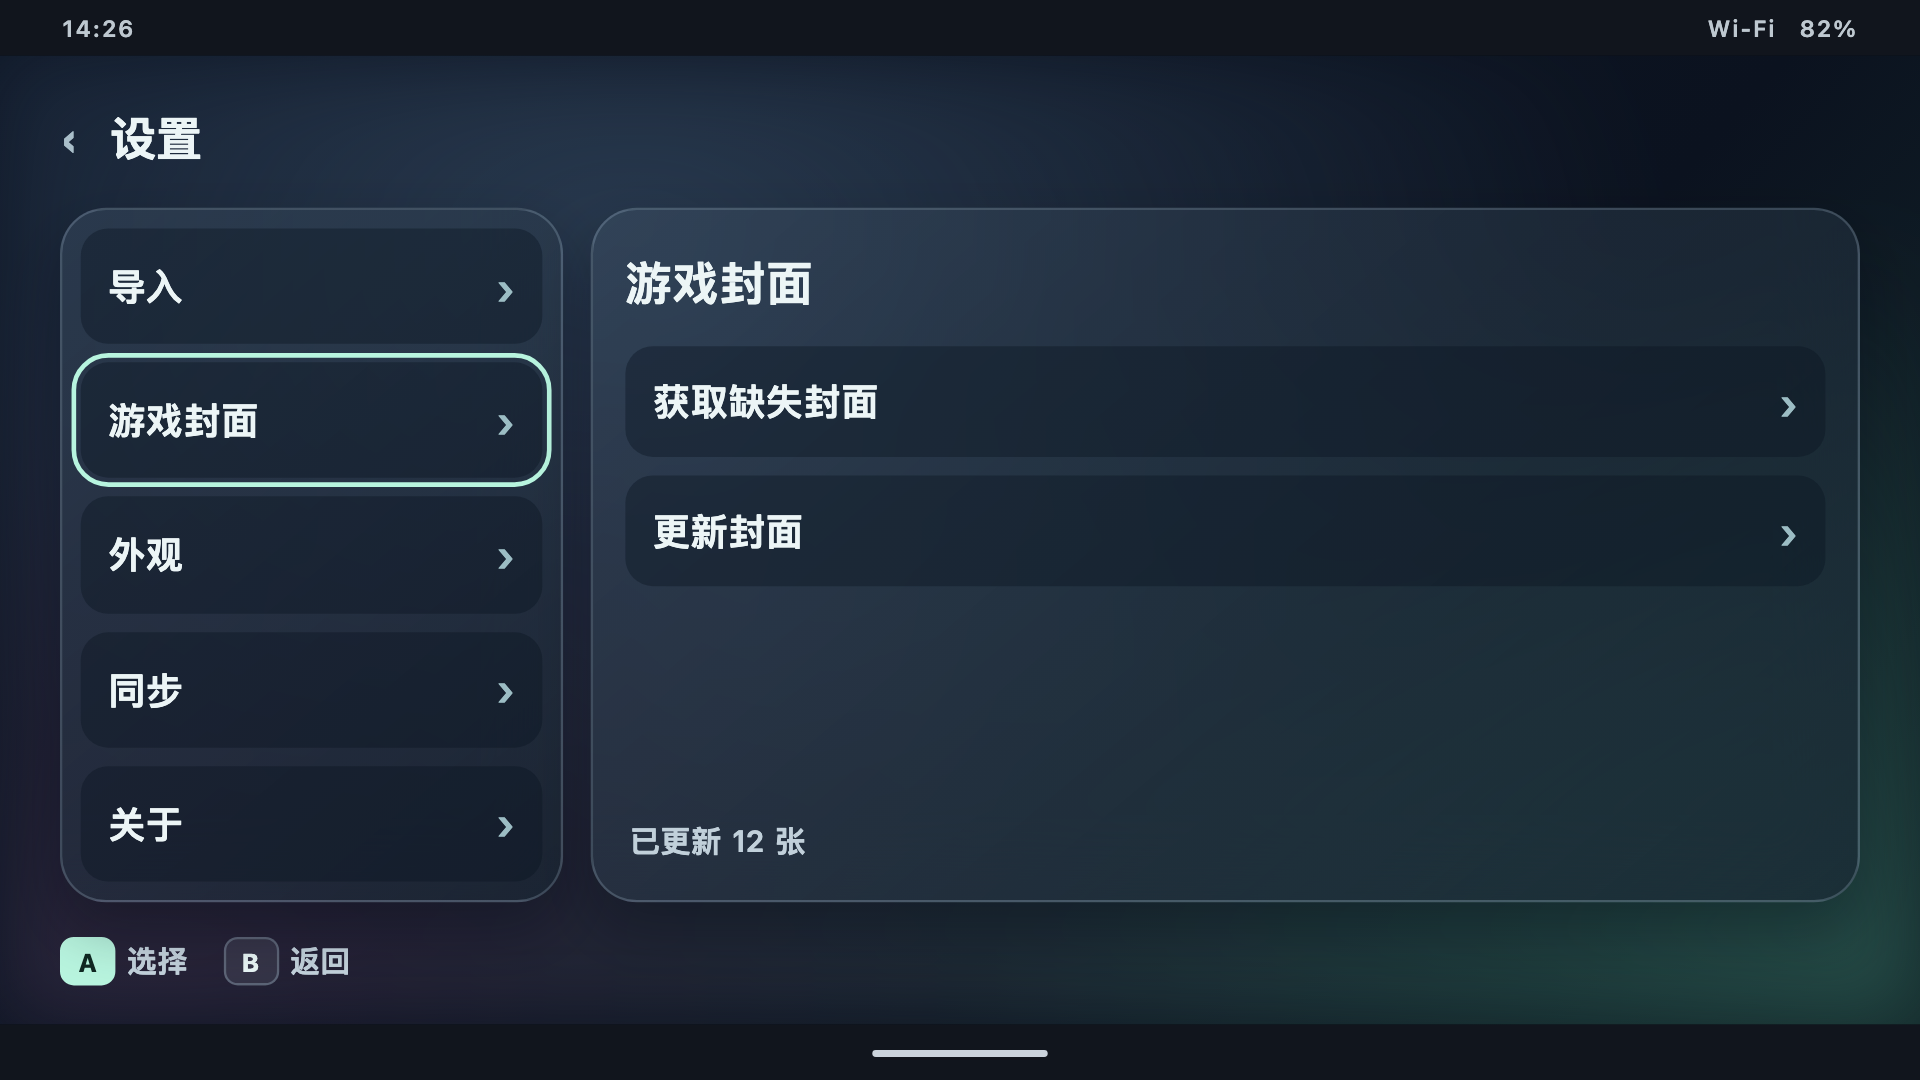 14:26
Wi-Fi 82%
‹ 设置
导入 ›
游戏封面 ›
外观 ›
同步 ›
关于 ›
游戏封面
获取缺失封面 ›
更新封面 ›
已更新 12 张
A 选择 B 返回